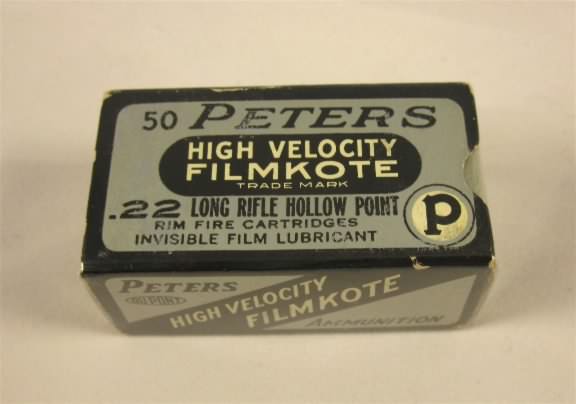 50 PETERS
HIGH VELOCITY
FILMKOTE
TRADE MARK
.22 LONG RIFLE HOLLOW POINT
RIM FIRE CARTRIDGES
INVISIBLE FILM LUBRICANT
P
PETERS
DU PONT
HIGH VELOCITY
FILMKOTE
AMMUNITION